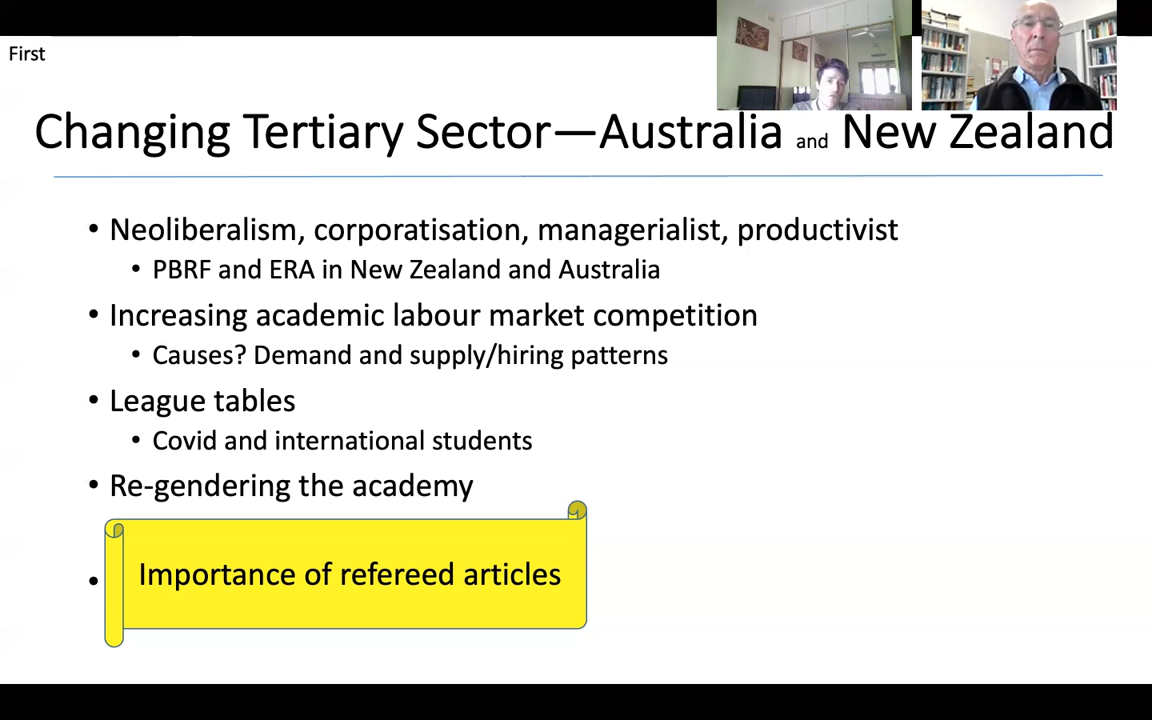 First
Changing Tertiary Sector—Australia and New Zealand
• Neoliberalism, corporatisation, managerialist, productivist
• PBRF and ERA in New Zealand and Australia
• Increasing academic labour market competition
• Causes? Demand and supply/hiring patterns
• League tables
• Covid and international students
• Re-gendering the academy
• Importance of refereed articles